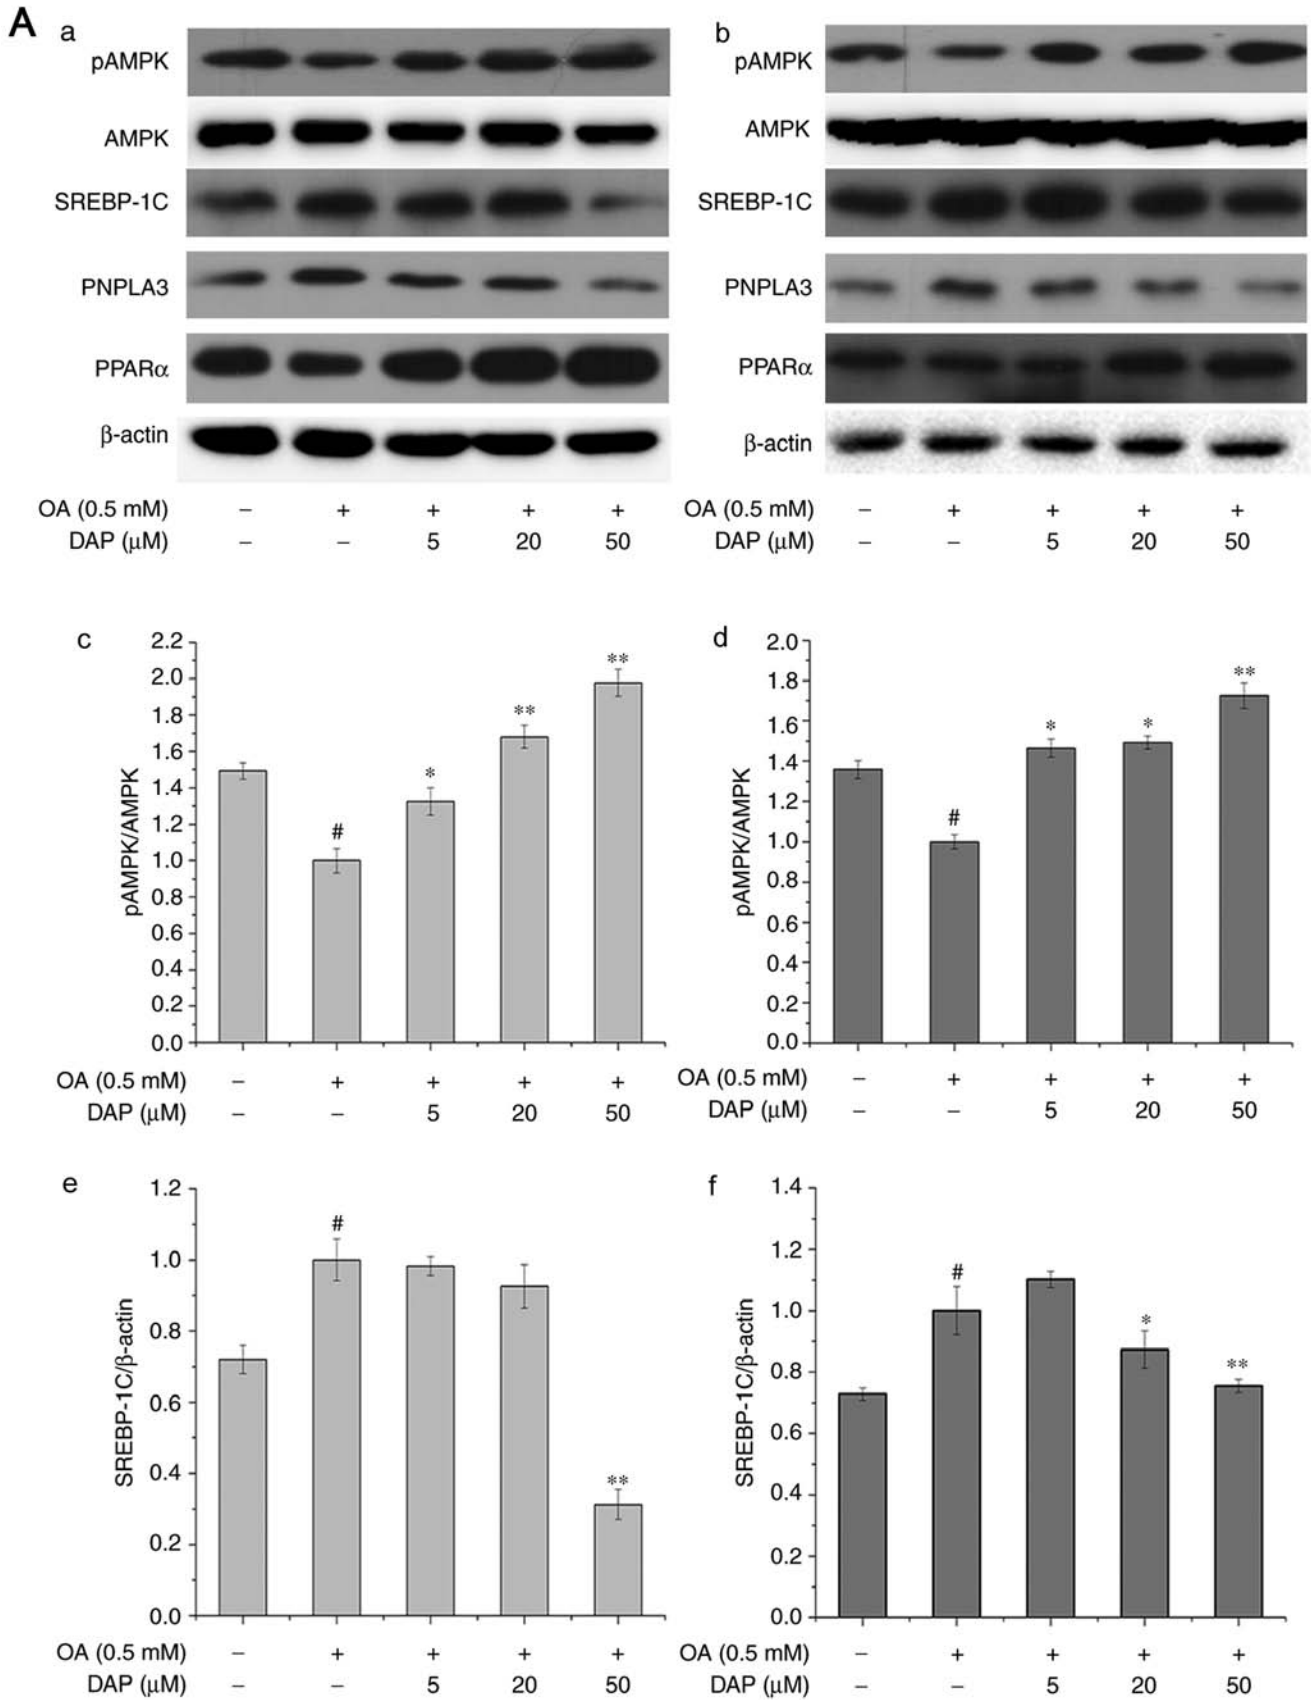 A
a
pAMPK
AMPK
SREBP-1C
PNPLA3
PPARα
β-actin
OA (0.5 mM) – + + + +
DAP (μM) – – 5 20 50
b
pAMPK
AMPK
SREBP-1C
PNPLA3
PPARα
β-actin
OA (0.5 mM) – + + + +
DAP (μM) – – 5 20 50
c
pAMPK/AMPK
2.2
2.0
1.8
1.6
1.4
1.2
1.0
0.8
0.6
0.4
0.2
0.0
#
*
**
**
OA (0.5 mM) – + + + +
DAP (μM) – – 5 20 50
d
pAMPK/AMPK
2.0
1.8
1.6
1.4
1.2
1.0
0.8
0.6
0.4
0.2
0.0
#
*
*
**
OA (0.5 mM) – + + + +
DAP (μM) – – 5 20 50
e
SREBP-1C/β-actin
1.2
1.0
0.8
0.6
0.4
0.2
0.0
#
**
OA (0.5 mM) – + + + +
DAP (μM) – – 5 20 50
f
SREBP-1C/β-actin
1.4
1.2
1.0
0.8
0.6
0.4
0.2
0.0
#
*
**
OA (0.5 mM) – + + + +
DAP (μM) – – 5 20 50